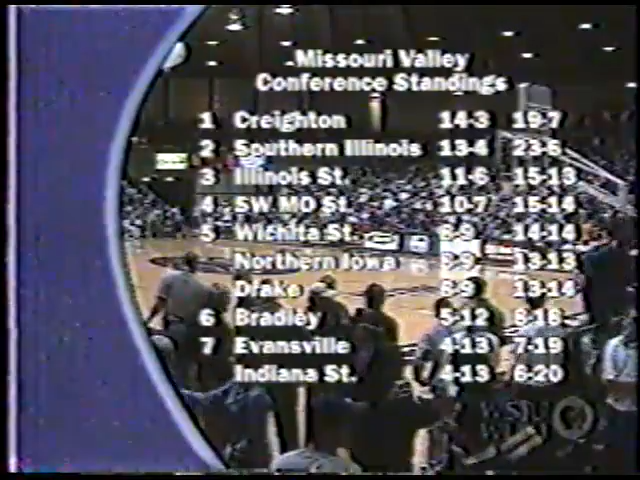 Missouri Valley
Conference Standings
1 Creighton 14-3 19-7
2 Southern Illinois 13-4 23-6
3 Illinois St. 11-6 15-13
4 SW MO St. 10-7 15-14
5 Wichita St. 8-9 14-14
Northern Iowa 8-9 13-13
Drake 8-9 13-14
6 Bradley 5-12 8-18
7 Evansville 4-13 7-19
Indiana St. 4-13 6-20
WSIU